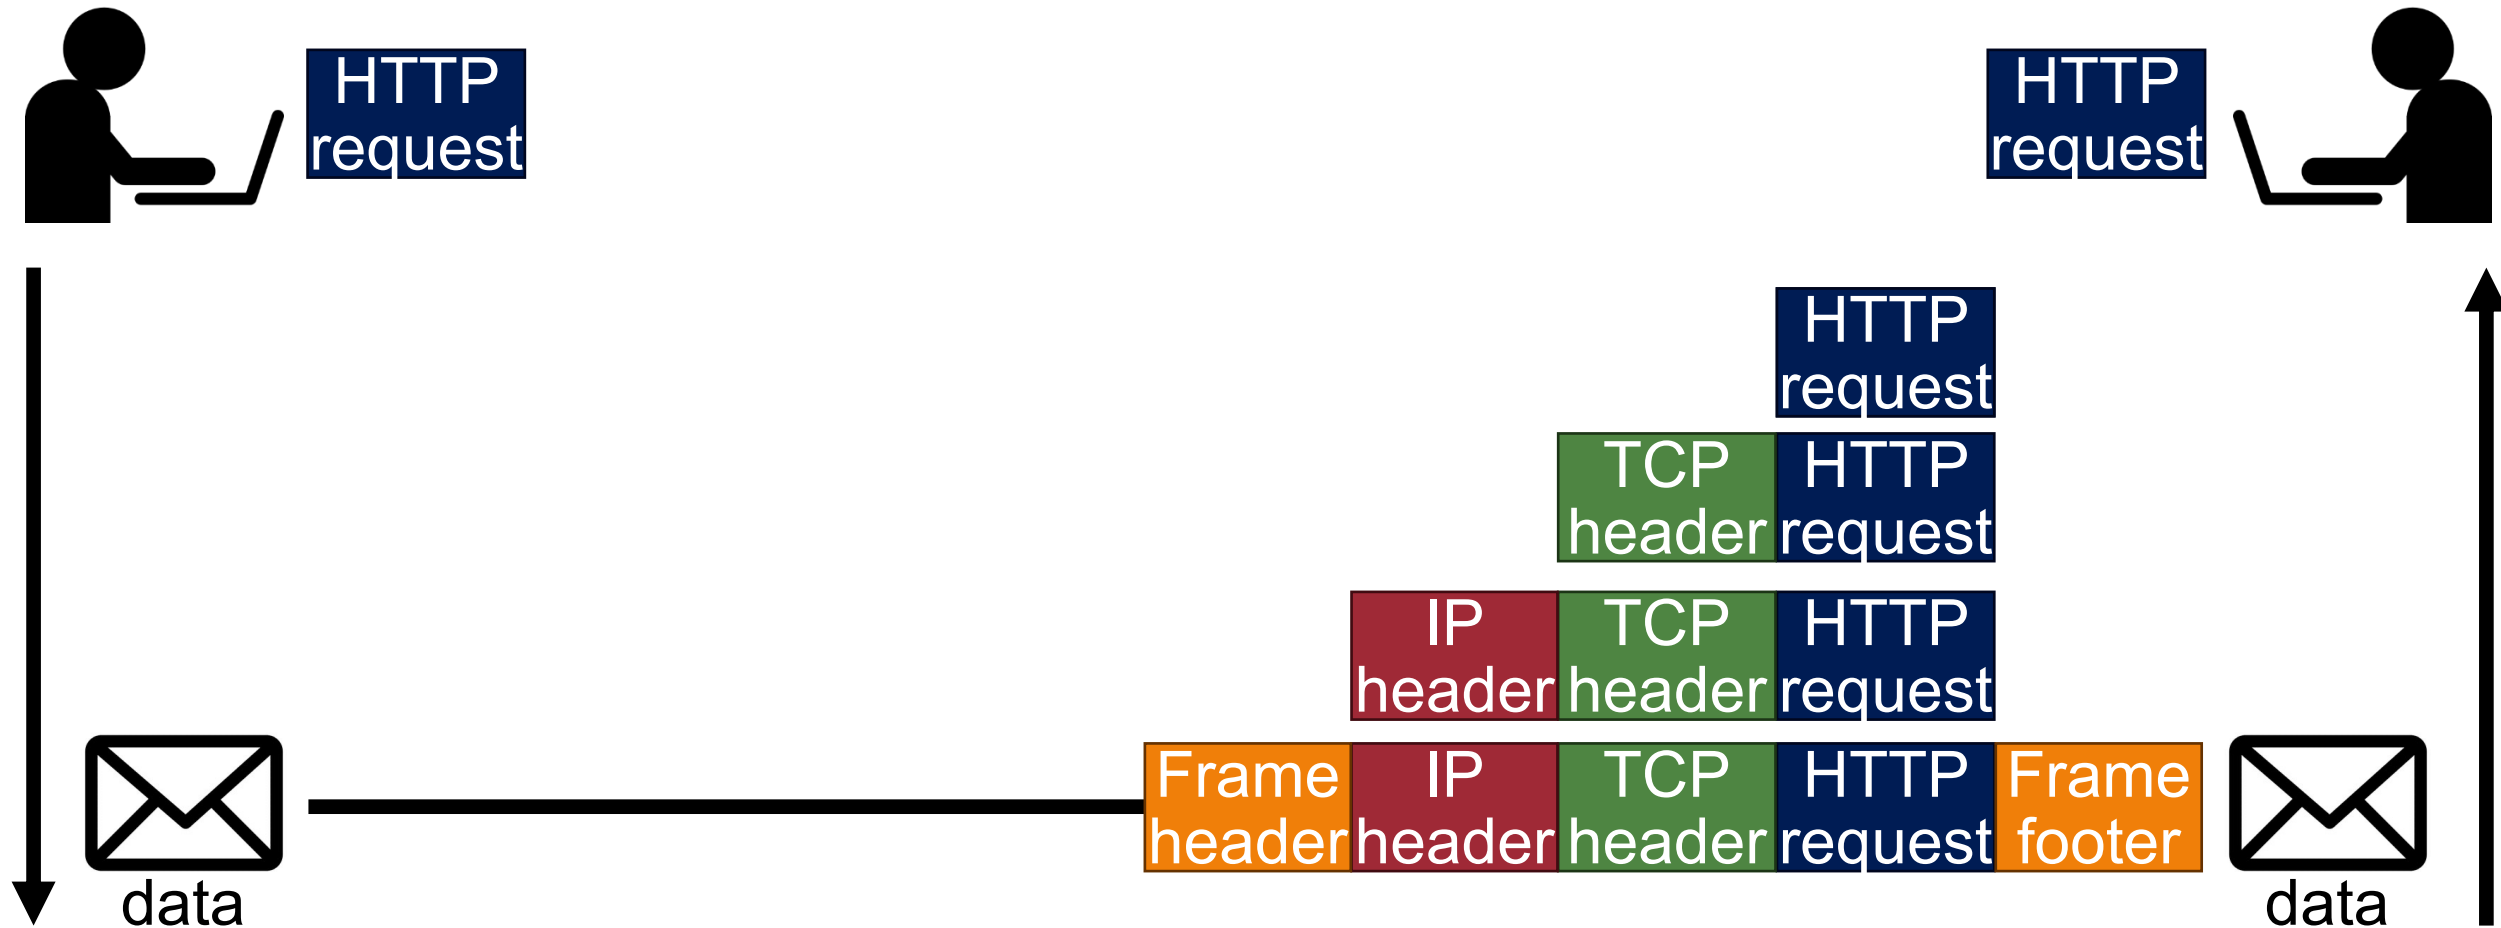 HTTP
request
HTTP
request
HTTP
request
TCP
header
HTTP
request
IP
header
TCP
header
HTTP
request
Frame
header
IP
header
TCP
header
HTTP
request
Frame
footer
data
data